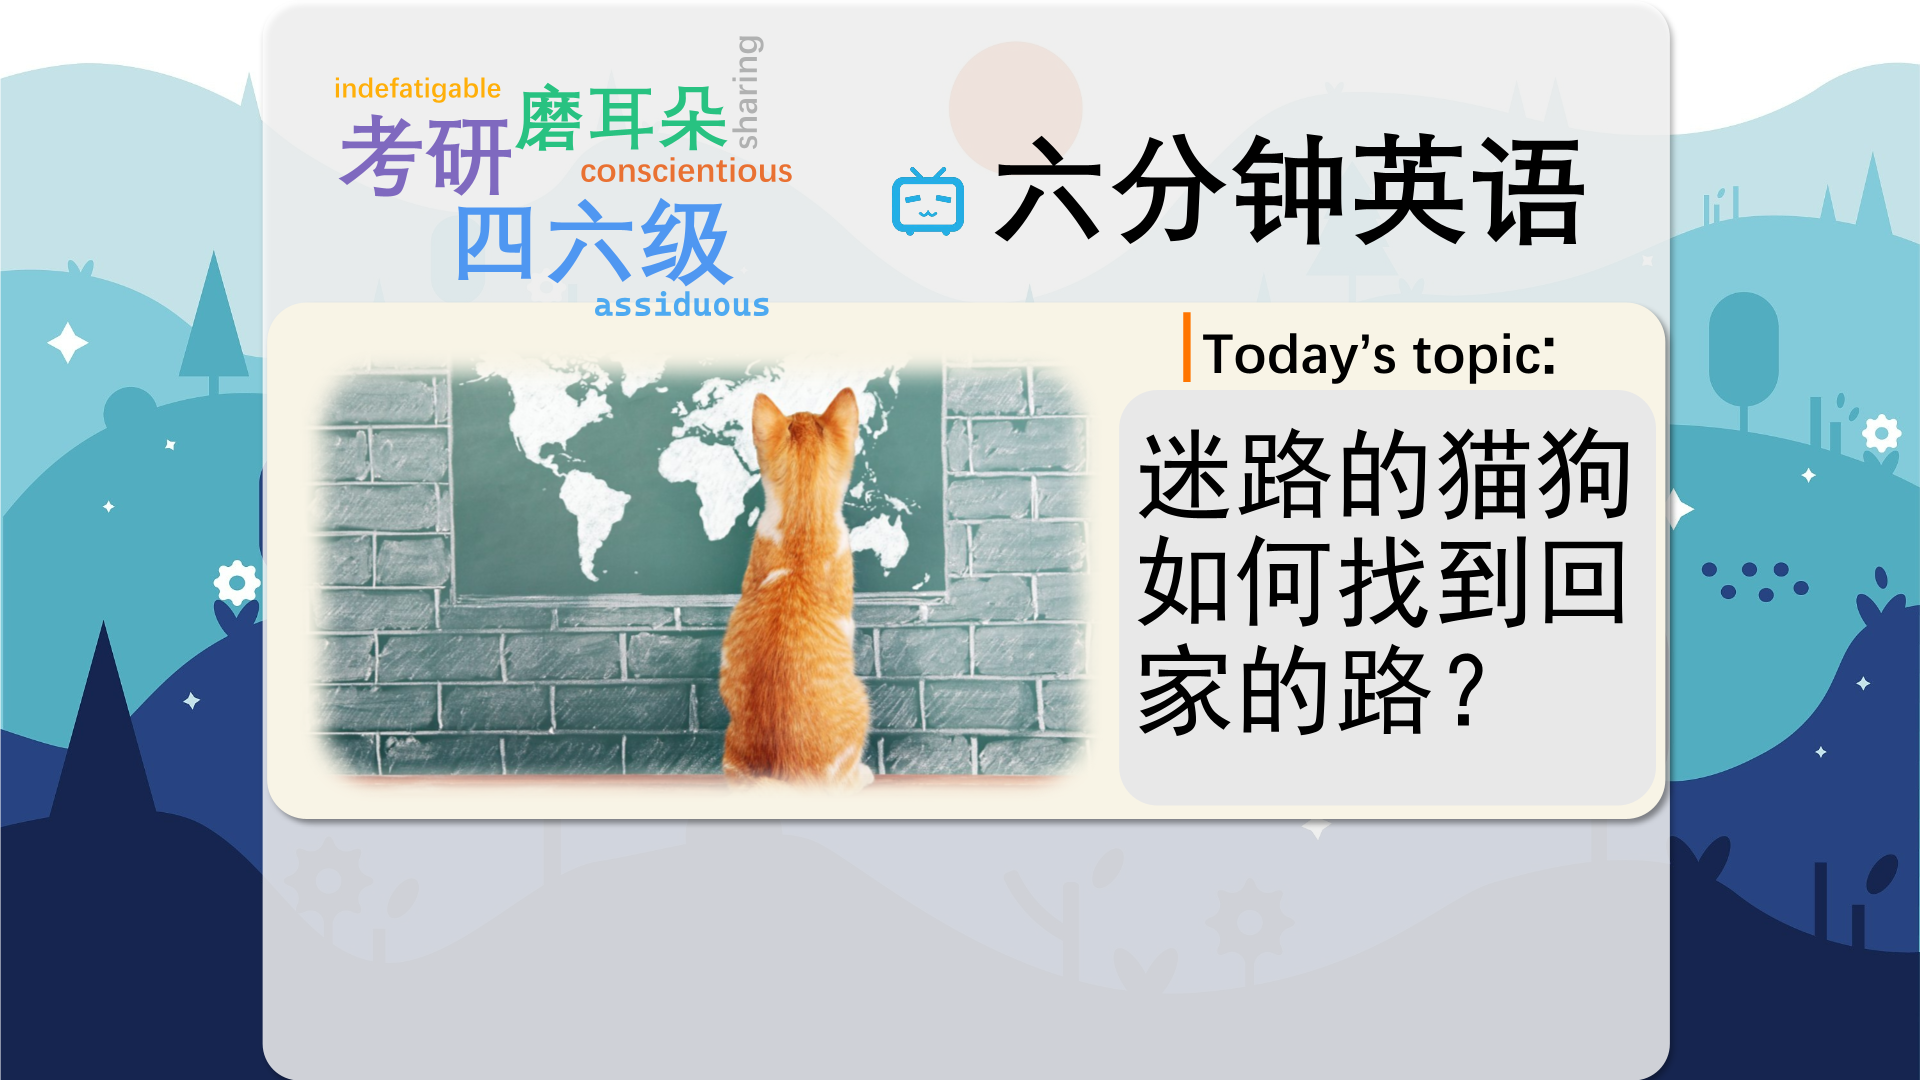 indefatigable
考研
磨耳朵
sharing
conscientious
四六级
assiduous
六分钟英语
Today’s topic:
迷路的猫狗
如何找到回
家的路?